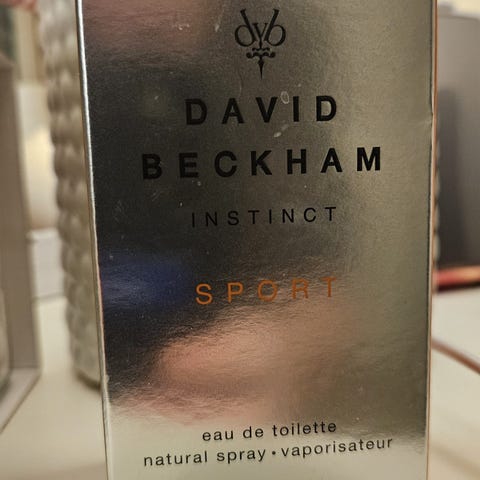 dvb
DAVID
BECKHAM
INSTINCT
SPORT
eau de toilette
natural spray • vaporisateur